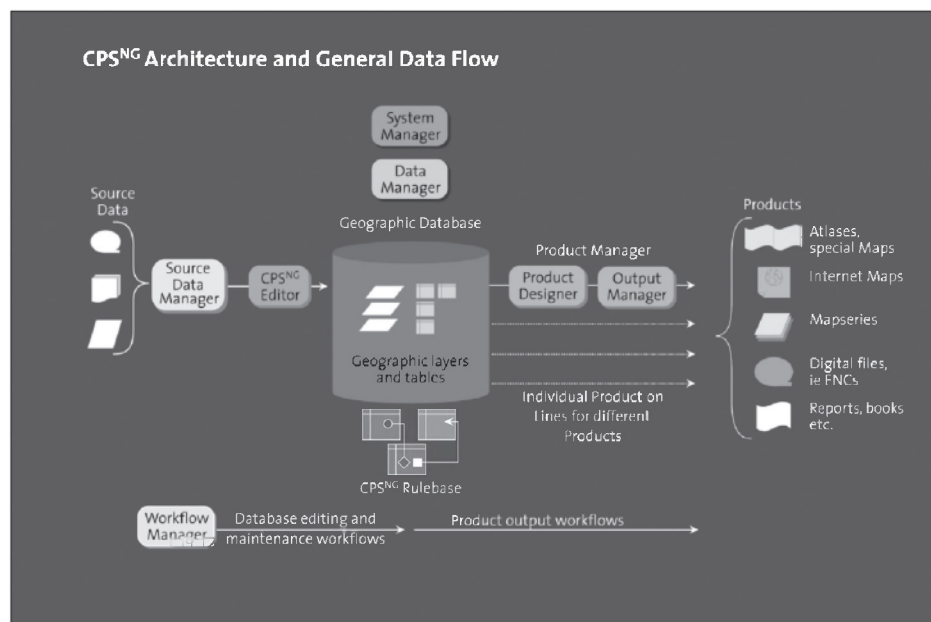 CPSNG Architecture and General Data Flow
System
Manager
Data
Manager
Source
Data
Geographic Database
Products
Source
Data
Manager
CPSNG
Editor
Product Manager
Product
Designer
Output
Manager
Atlases,
special Maps
Internet Maps
Mapseries
Digital files,
ie ENCs
Reports, books
etc.
Geographic layers
and tables
Individual Product on
Lines for different
Products
CPSNG Rulebase
Workflow
Manager
Database editing and
maintenance workflows
Product output workflows